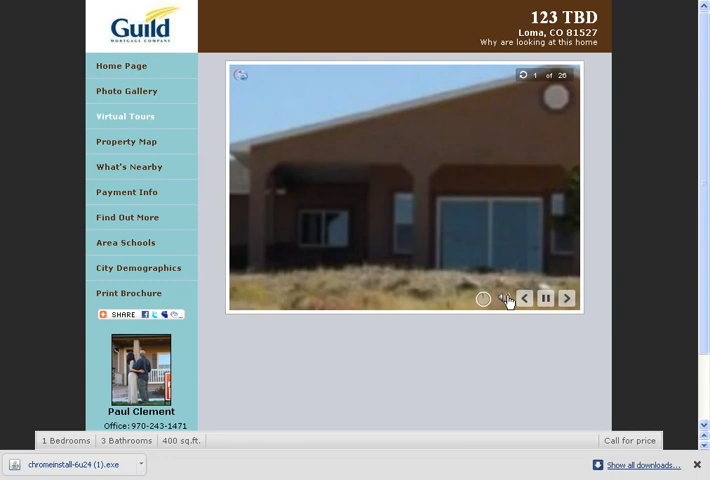 Guild
MORTGAGE COMPANY
123 TBD
Loma, CO 81527
Why are looking at this home
Home Page
Photo Gallery
Virtual Tours
Property Map
What's Nearby
Payment Info
Find Out More
Area Schools
City Demographics
Print Brochure
SHARE
1 of 26
Paul Clement
Office: 970-243-1471
1 Bedrooms
3 Bathrooms
400 sq.ft.
Call for price
chromeinstall-6u24 (1).exe
Show all downloads...